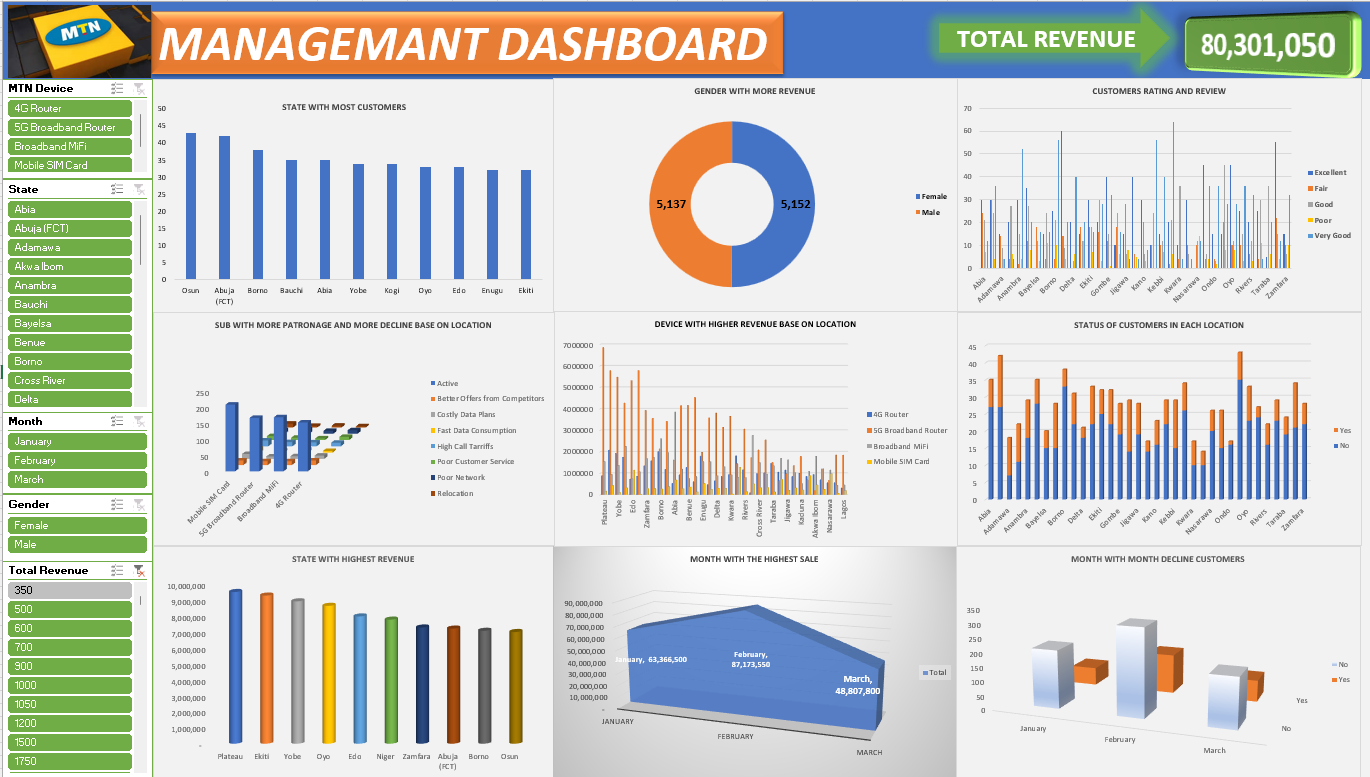 MTN
MANAGEMANT DASHBOARD
TOTAL REVENUE
80,301,050
MTN Device
4G Router
5G Broadband Router
Broadband MiFi
Mobile SIM Card
State
Abia
Abuja (FCT)
Adamawa
Akwa Ibom
Anambra
Bauchi
Bayelsa
Benue
Borno
Cross River
Delta
Month
January
February
March
Gender
Female
Male
Total Revenue
350
500
600
700
900
1000
1050
1200
1500
1750
STATE WITH MOST CUSTOMERS
50
45
40
35
30
25
20
15
10
5
0
Osun
Abuja (FCT)
Borno
Bauchi
Abia
Yobe
Kogi
Oyo
Edo
Enugu
Ekiti
GENDER WITH MORE REVENUE
5,137
5,152
Female
Male
CUSTOMERS RATING AND REVIEW
70
60
50
40
30
20
10
0
Abia
Adamawa
Anambra
Bayelsa
Borno
Delta
Ekiti
Gombe
Jigawa
Kano
Kebbi
Kwara
Nasarawa
Ondo
Oyo
Rivers
Taraba
Zamfara
Excellent
Fair
Good
Poor
Very Good
SUB WITH MORE PATRONAGE AND MORE DECLINE BASE ON LOCATION
250
200
150
100
50
0
Mobile SIM Card
5G Broadband Router
Broadband MiFi
4G Router
Active
Better Offers from Competitors
Costly Data Plans
Fast Data Consumption
High Call Tarriffs
Poor Customer Service
Poor Network
Relocation
DEVICE WITH HIGHER REVENUE BASE ON LOCATION
7000000
6000000
5000000
4000000
3000000
2000000
1000000
0
Plateau
Yobe
Edo
Zamfara
Borno
Abia
Benue
Enugu
Delta
Kwara
Rivers
Cross River
Taraba
Jigawa
Kaduna
Akwa Ibom
Nasarawa
Lagos
4G Router
5G Broadband Router
Broadband MiFi
Mobile SIM Card
STATUS OF CUSTOMERS IN EACH LOCATION
45
40
35
30
25
20
15
10
5
0
Abia
Adamawa
Anambra
Bayelsa
Borno
Delta
Ekiti
Gombe
Jigawa
Kano
Kebbi
Kwara
Nasarawa
Ondo
Oyo
Rivers
Taraba
Zamfara
Yes
No
STATE WITH HIGHEST REVENUE
10,000,000
9,000,000
8,000,000
7,000,000
6,000,000
5,000,000
4,000,000
3,000,000
2,000,000
1,000,000
-
Plateau
Ekiti
Yobe
Oyo
Edo
Niger
Zamfara
Abuja (FCT)
Borno
Osun
MONTH WITH THE HIGHEST SALE
90,000,000
80,000,000
70,000,000
60,000,000
50,000,000
40,000,000
30,000,000
20,000,000
10,000,000
-
January, 63,366,500
February,
87,173,550
March,
48,807,800
JANUARY
FEBRUARY
MARCH
Total
MONTH WITH MONTH DECLINE CUSTOMERS
350
300
250
200
150
100
50
0
January
February
March
Yes
No
No
Yes